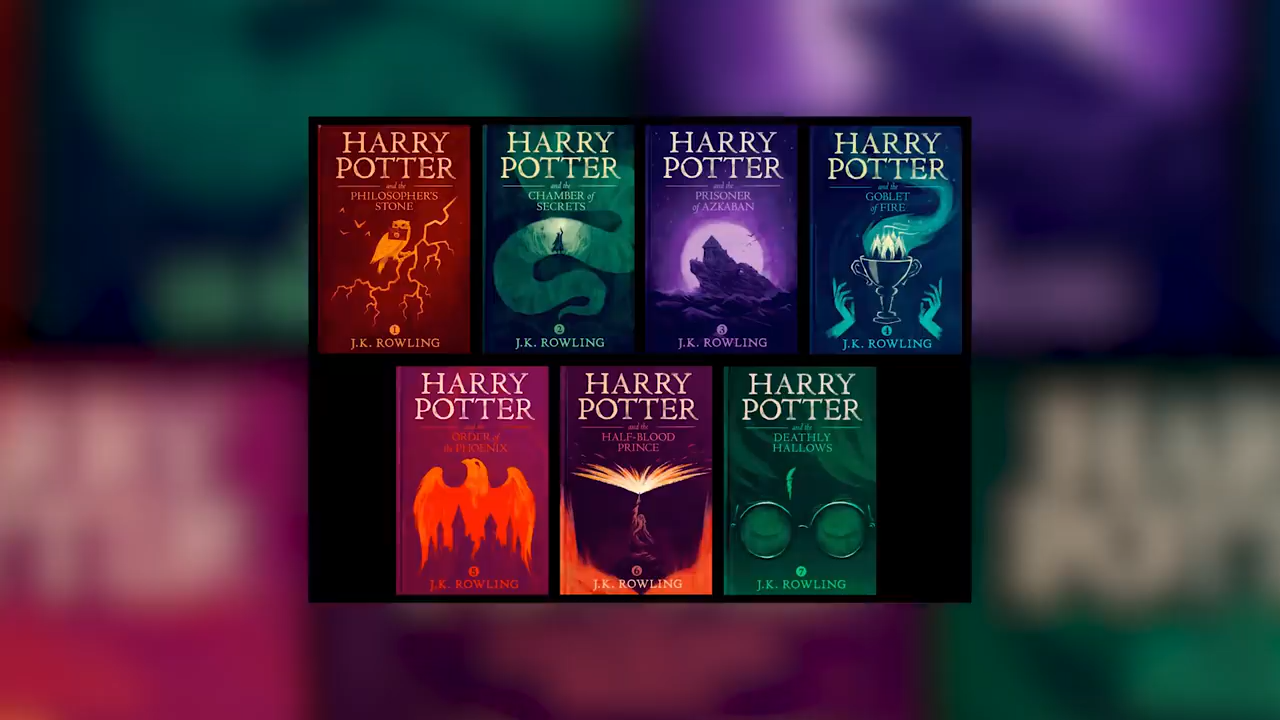 HARRY
POTTER
and the
PHILOSOPHER'S
STONE
1
J.K. ROWLING
HARRY
POTTER
and the
CHAMBER of
SECRETS
2
J.K. ROWLING
HARRY
POTTER
and the
PRISONER
of AZKABAN
3
J.K. ROWLING
HARRY
POTTER
and the
GOBLET
of FIRE
4
J.K. ROWLING
HARRY
POTTER
and the
ORDER of
the PHOENIX
5
J.K. ROWLING
HARRY
POTTER
and the
HALF-BLOOD
PRINCE
6
J.K. ROWLING
HARRY
POTTER
and the
DEATHLY
HALLOWS
7
J.K. ROWLING